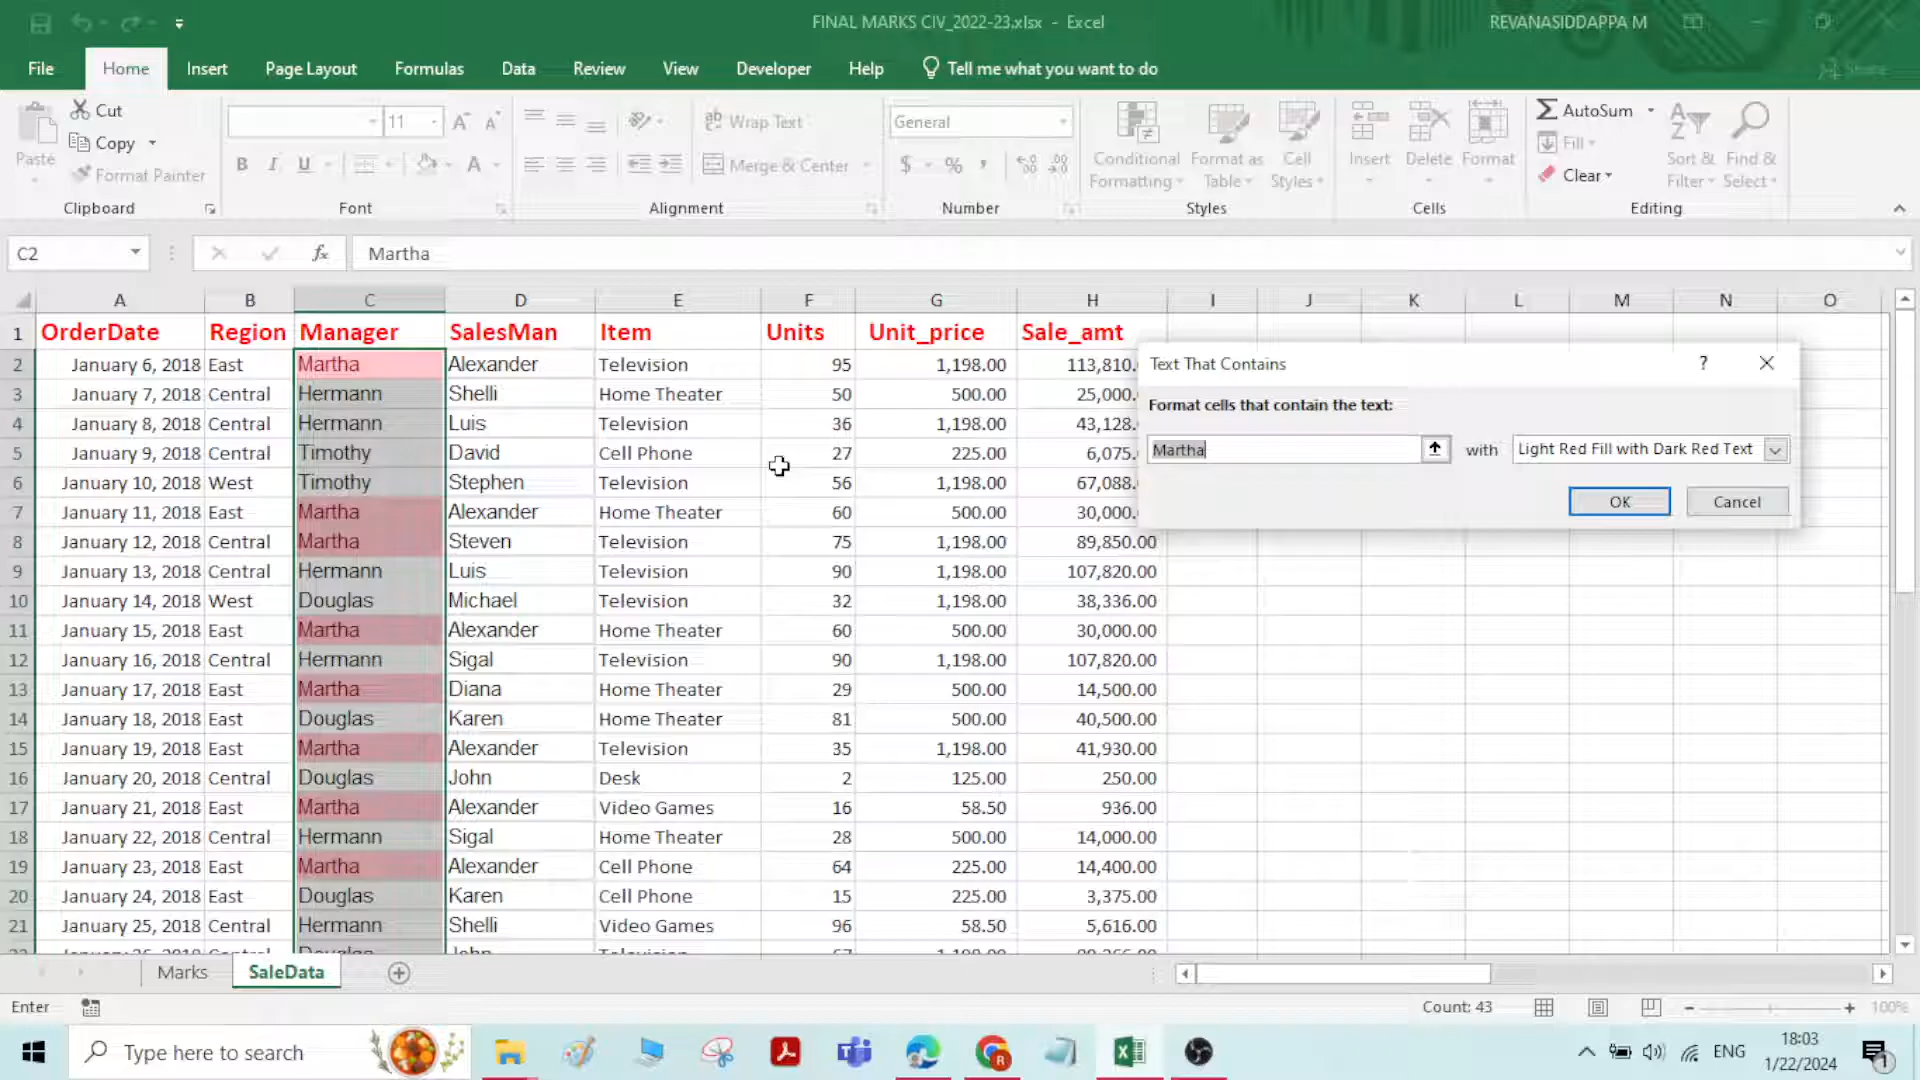 FINAL MARKS CIV_2022-23.xlsx - Excel
REVANASIDDAPPA M
File Home Insert Page Layout Formulas Data Review View Developer Help Tell me what you want to do Share
Paste
Cut
Copy
Format Painter
11
B I U
Wrap Text
Merge & Center
General
$ % ,
Conditional Formatting
Format as Table
Cell Styles
Insert Delete Format
AutoSum
Fill
Clear
Sort & Filter
Find & Select
Clipboard Font Alignment Number Styles Cells Editing
C2 fx Martha
A B C D E F G H I J K L M N O
1 OrderDate Region Manager SalesMan Item Units Unit_price Sale_amt
2 January 6, 2018 East Martha Alexander Television 95 1,198.00 113,810.
3 January 7, 2018 Central Hermann Shelli Home Theater 50 500.00 25,000.
4 January 8, 2018 Central Hermann Luis Television 36 1,198.00 43,128.
5 January 9, 2018 Central Timothy David Cell Phone 27 225.00 6,075.
6 January 10, 2018 West Timothy Stephen Television 56 1,198.00 67,088.
7 January 11, 2018 East Martha Alexander Home Theater 60 500.00 30,000.
8 January 12, 2018 Central Martha Steven Television 75 1,198.00 89,850.00
9 January 13, 2018 Central Hermann Luis Television 90 1,198.00 107,820.00
10 January 14, 2018 West Douglas Michael Television 32 1,198.00 38,336.00
11 January 15, 2018 East Martha Alexander Home Theater 60 500.00 30,000.00
12 January 16, 2018 Central Hermann Sigal Television 90 1,198.00 107,820.00
13 January 17, 2018 East Martha Diana Home Theater 29 500.00 14,500.00
14 January 18, 2018 East Douglas Karen Home Theater 81 500.00 40,500.00
15 January 19, 2018 East Martha Alexander Television 35 1,198.00 41,930.00
16 January 20, 2018 Central Douglas John Desk 2 125.00 250.00
17 January 21, 2018 East Martha Alexander Video Games 16 58.50 936.00
18 January 22, 2018 Central Hermann Sigal Home Theater 28 500.00 14,000.00
19 January 23, 2018 East Martha Alexander Cell Phone 64 225.00 14,400.00
20 January 24, 2018 East Douglas Karen Cell Phone 15 225.00 3,375.00
21 January 25, 2018 Central Hermann Shelli Video Games 96 58.50 5,616.00
Text That Contains ?
Format cells that contain the text:
Martha with Light Red Fill with Dark Red Text
OK Cancel
Marks SaleData
Enter Count: 43 100%
Type here to search
ENG
18:03
1/22/2024
1